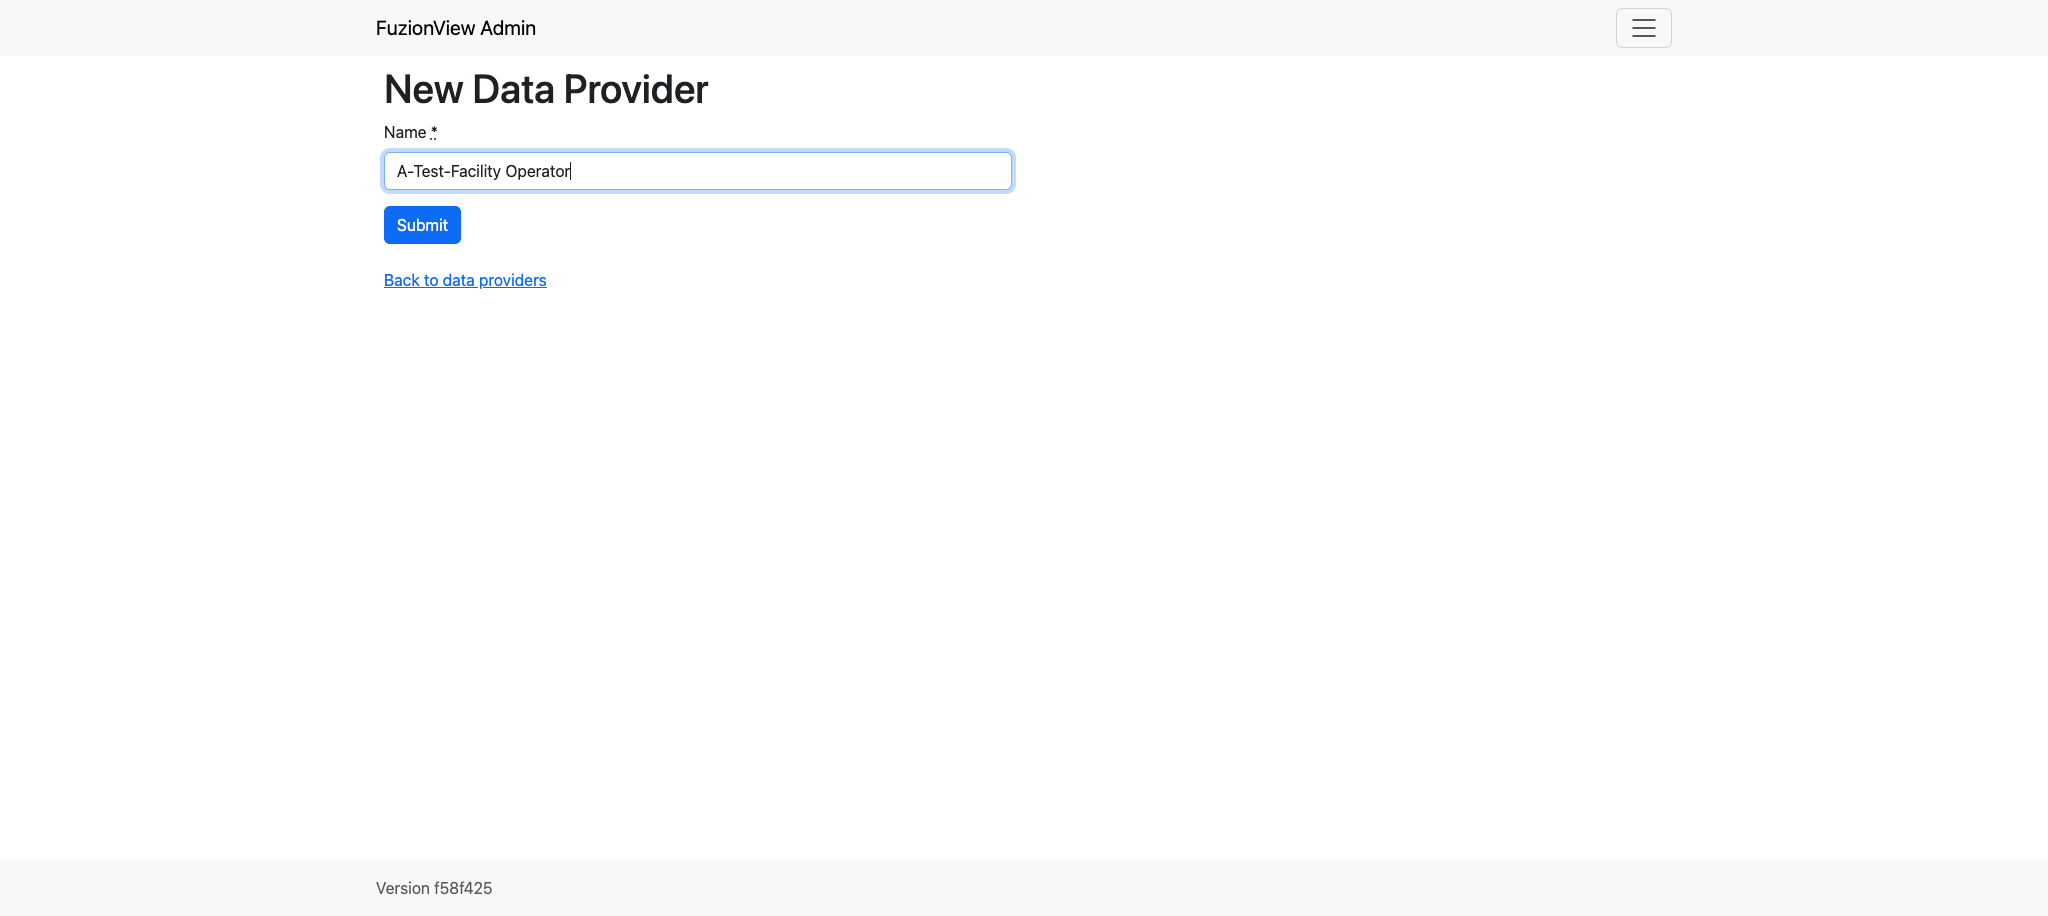 FuzionView Admin
New Data Provider
Name *
A-Test-Facility Operator
Submit
Back to data providers
Version f58f425